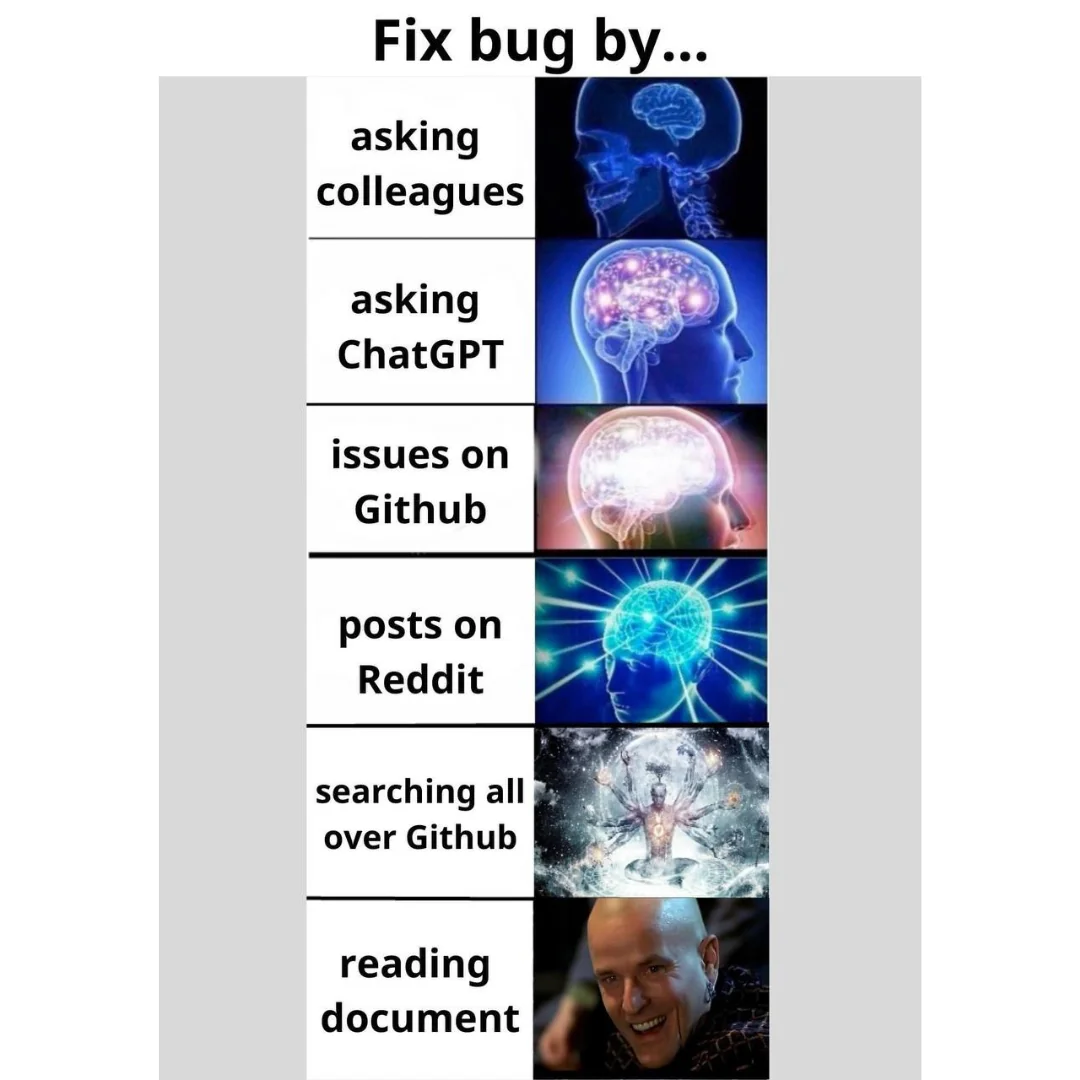 Fix bug by...
asking
colleagues
asking
ChatGPT
issues on
Github
posts on
Reddit
searching all
over Github
reading
document